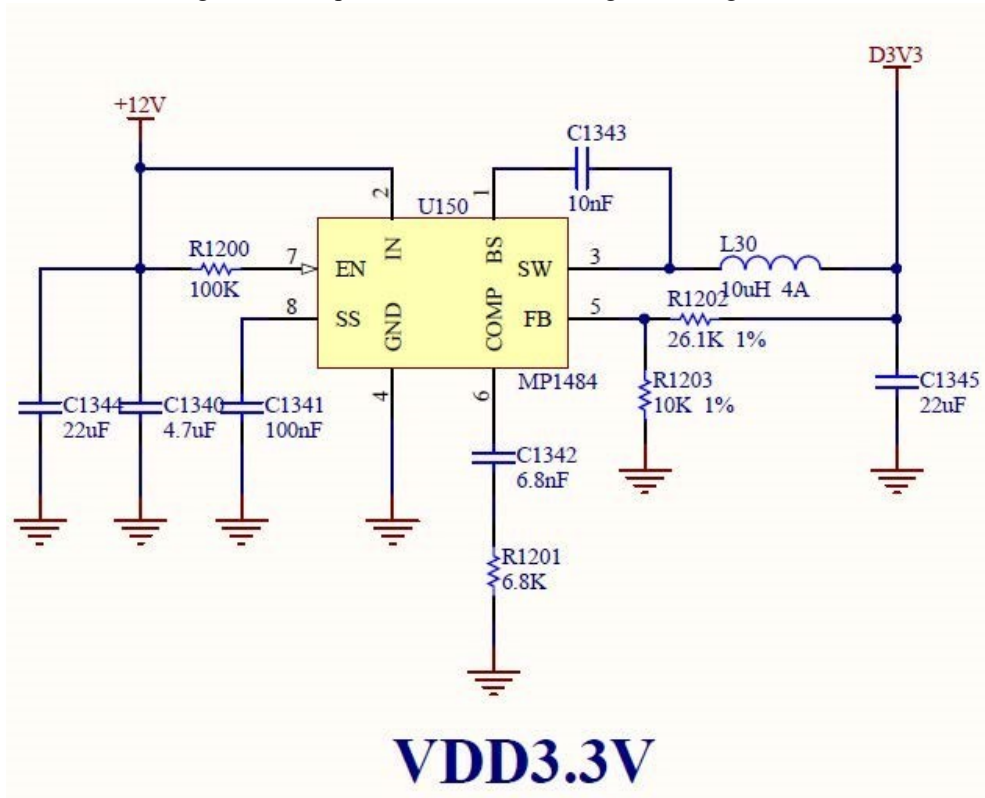 D3V3
+12V
C1343
10nF
2
1
U150
R1200
100K
7
EN
IN
BS
SW
3
L30
10uH 4A
8
SS
GND
COMP
FB
5
R1202
26.1K 1%
MP1484
4
6
R1203
10K 1%
C1344
22uF
C1340
4.7uF
C1341
100nF
C1345
22uF
C1342
6.8nF
R1201
6.8K
VDD3.3V